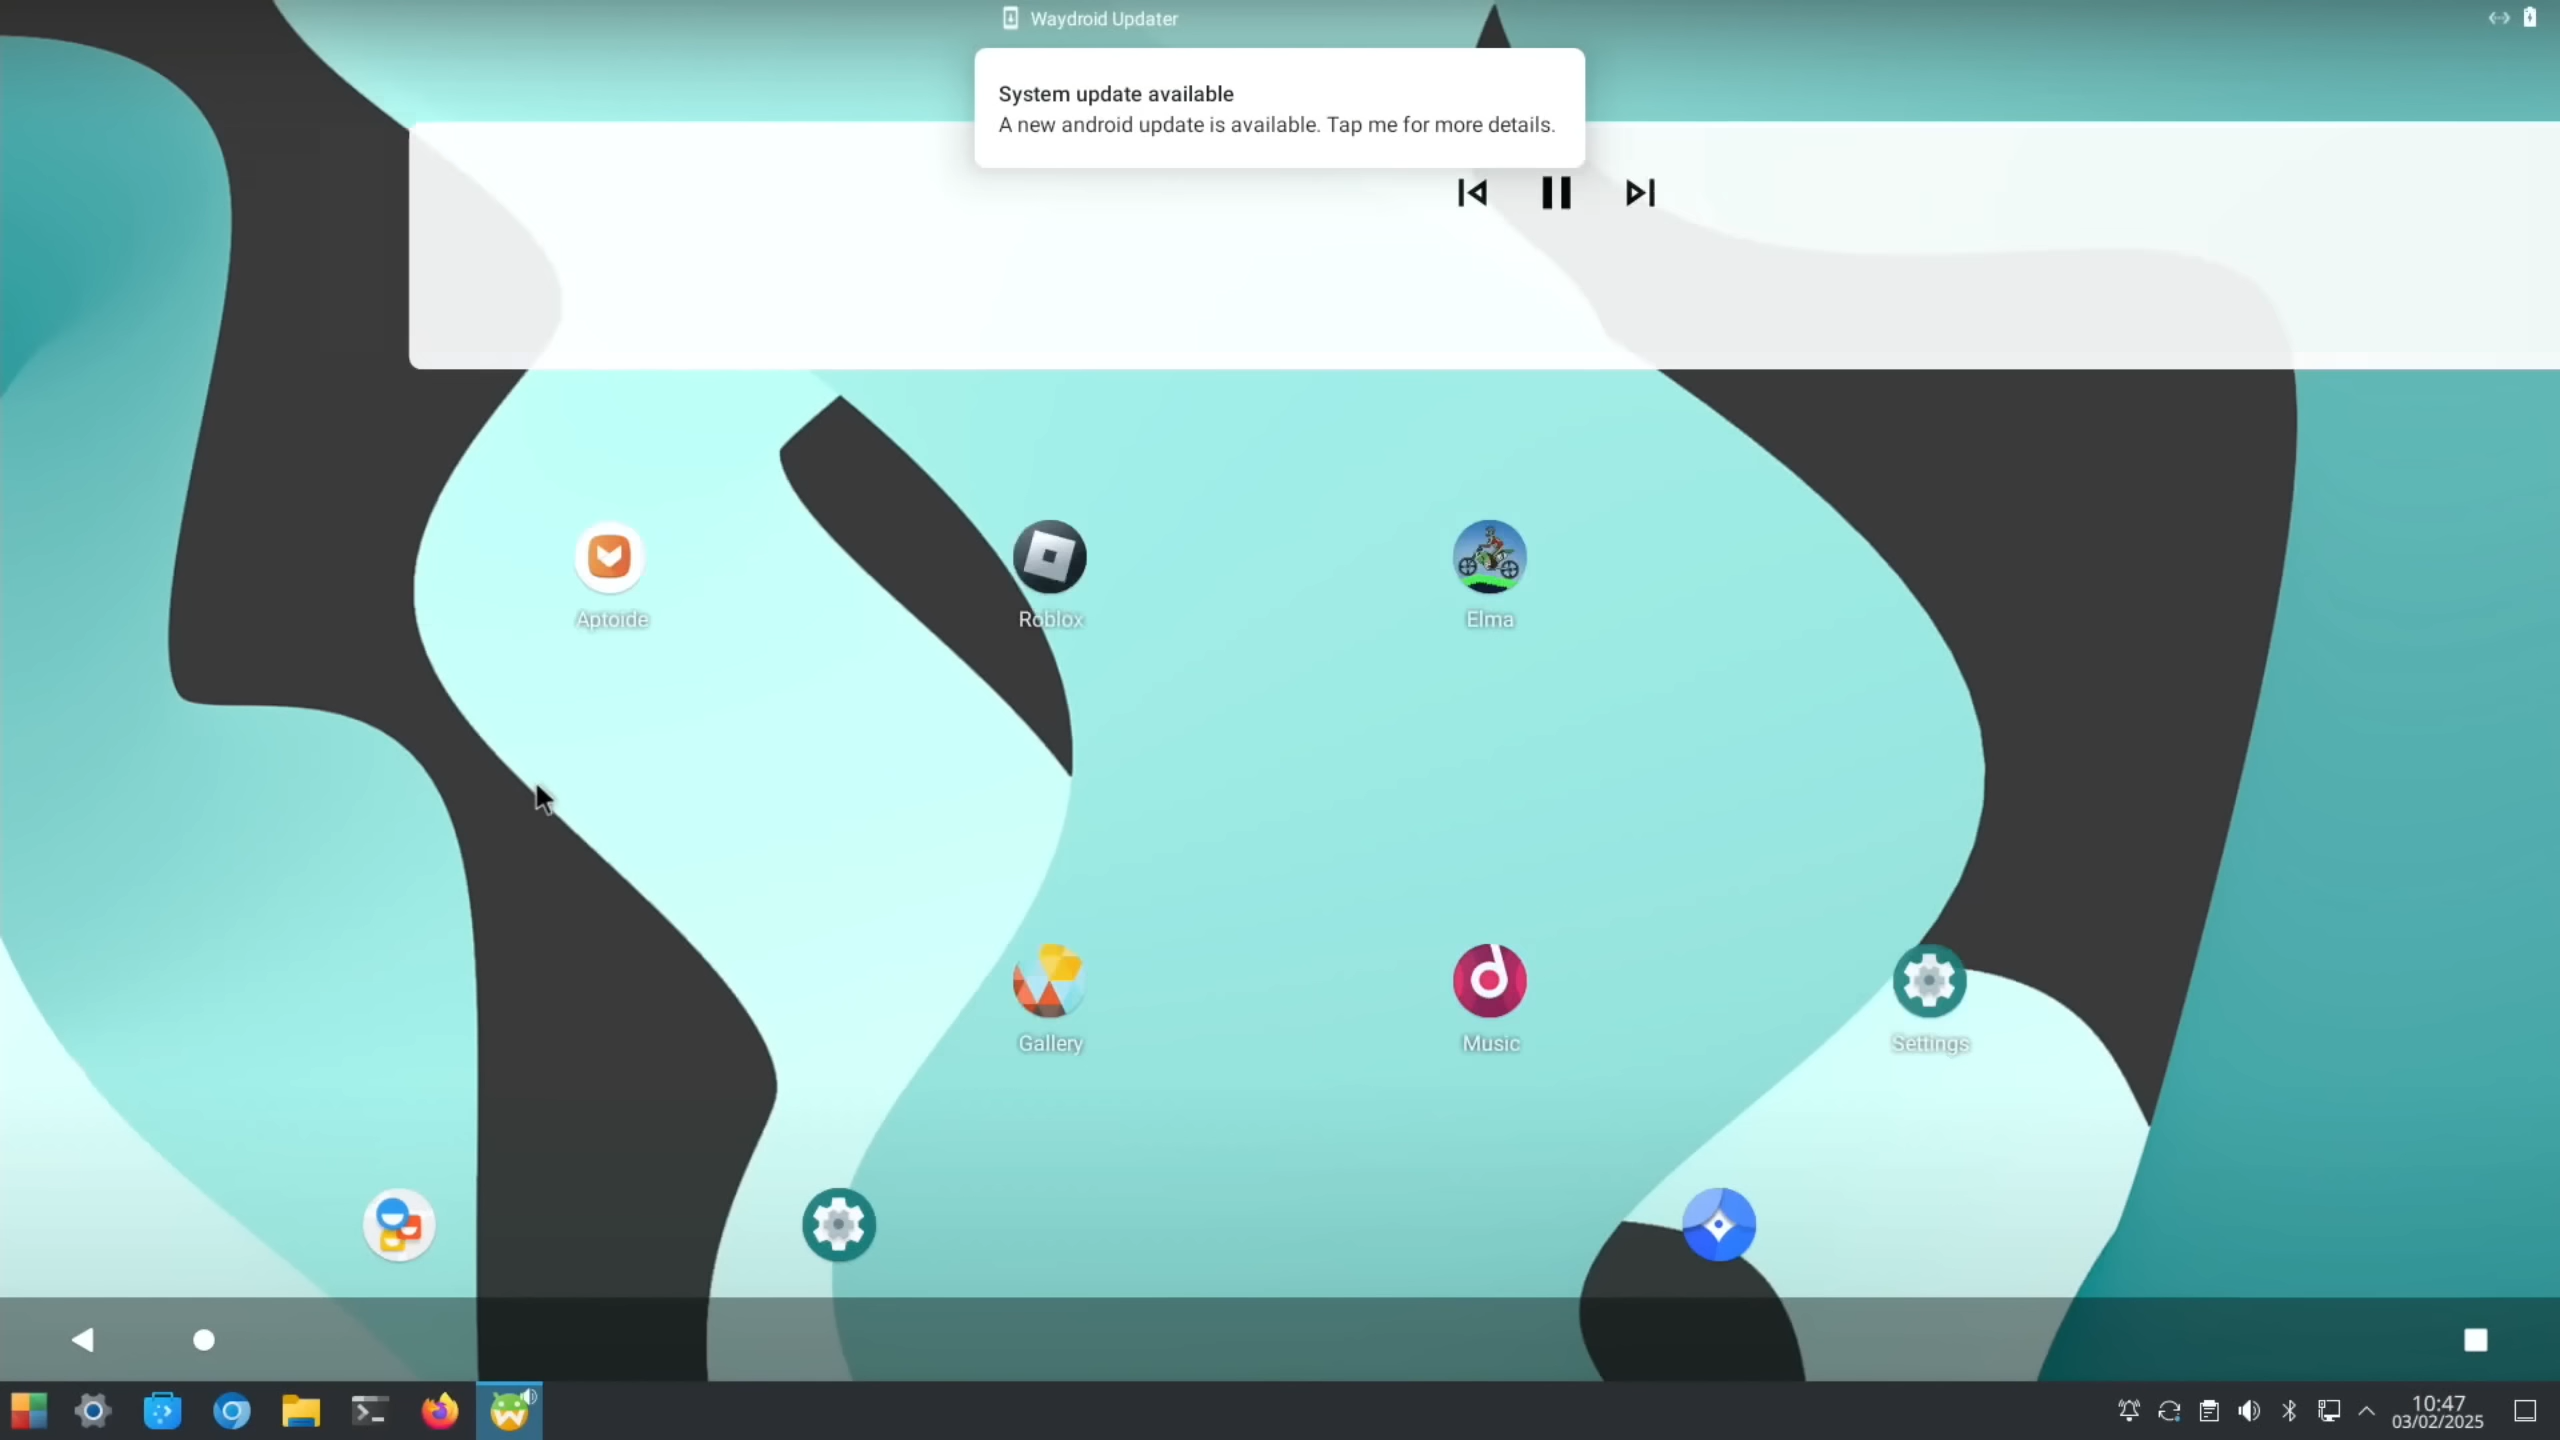 Waydroid Updater
System update available
A new android update is available. Tap me for more details.
Aptoide
Roblox
Elma
Gallery
Music
Settings
10:47
03/02/2025